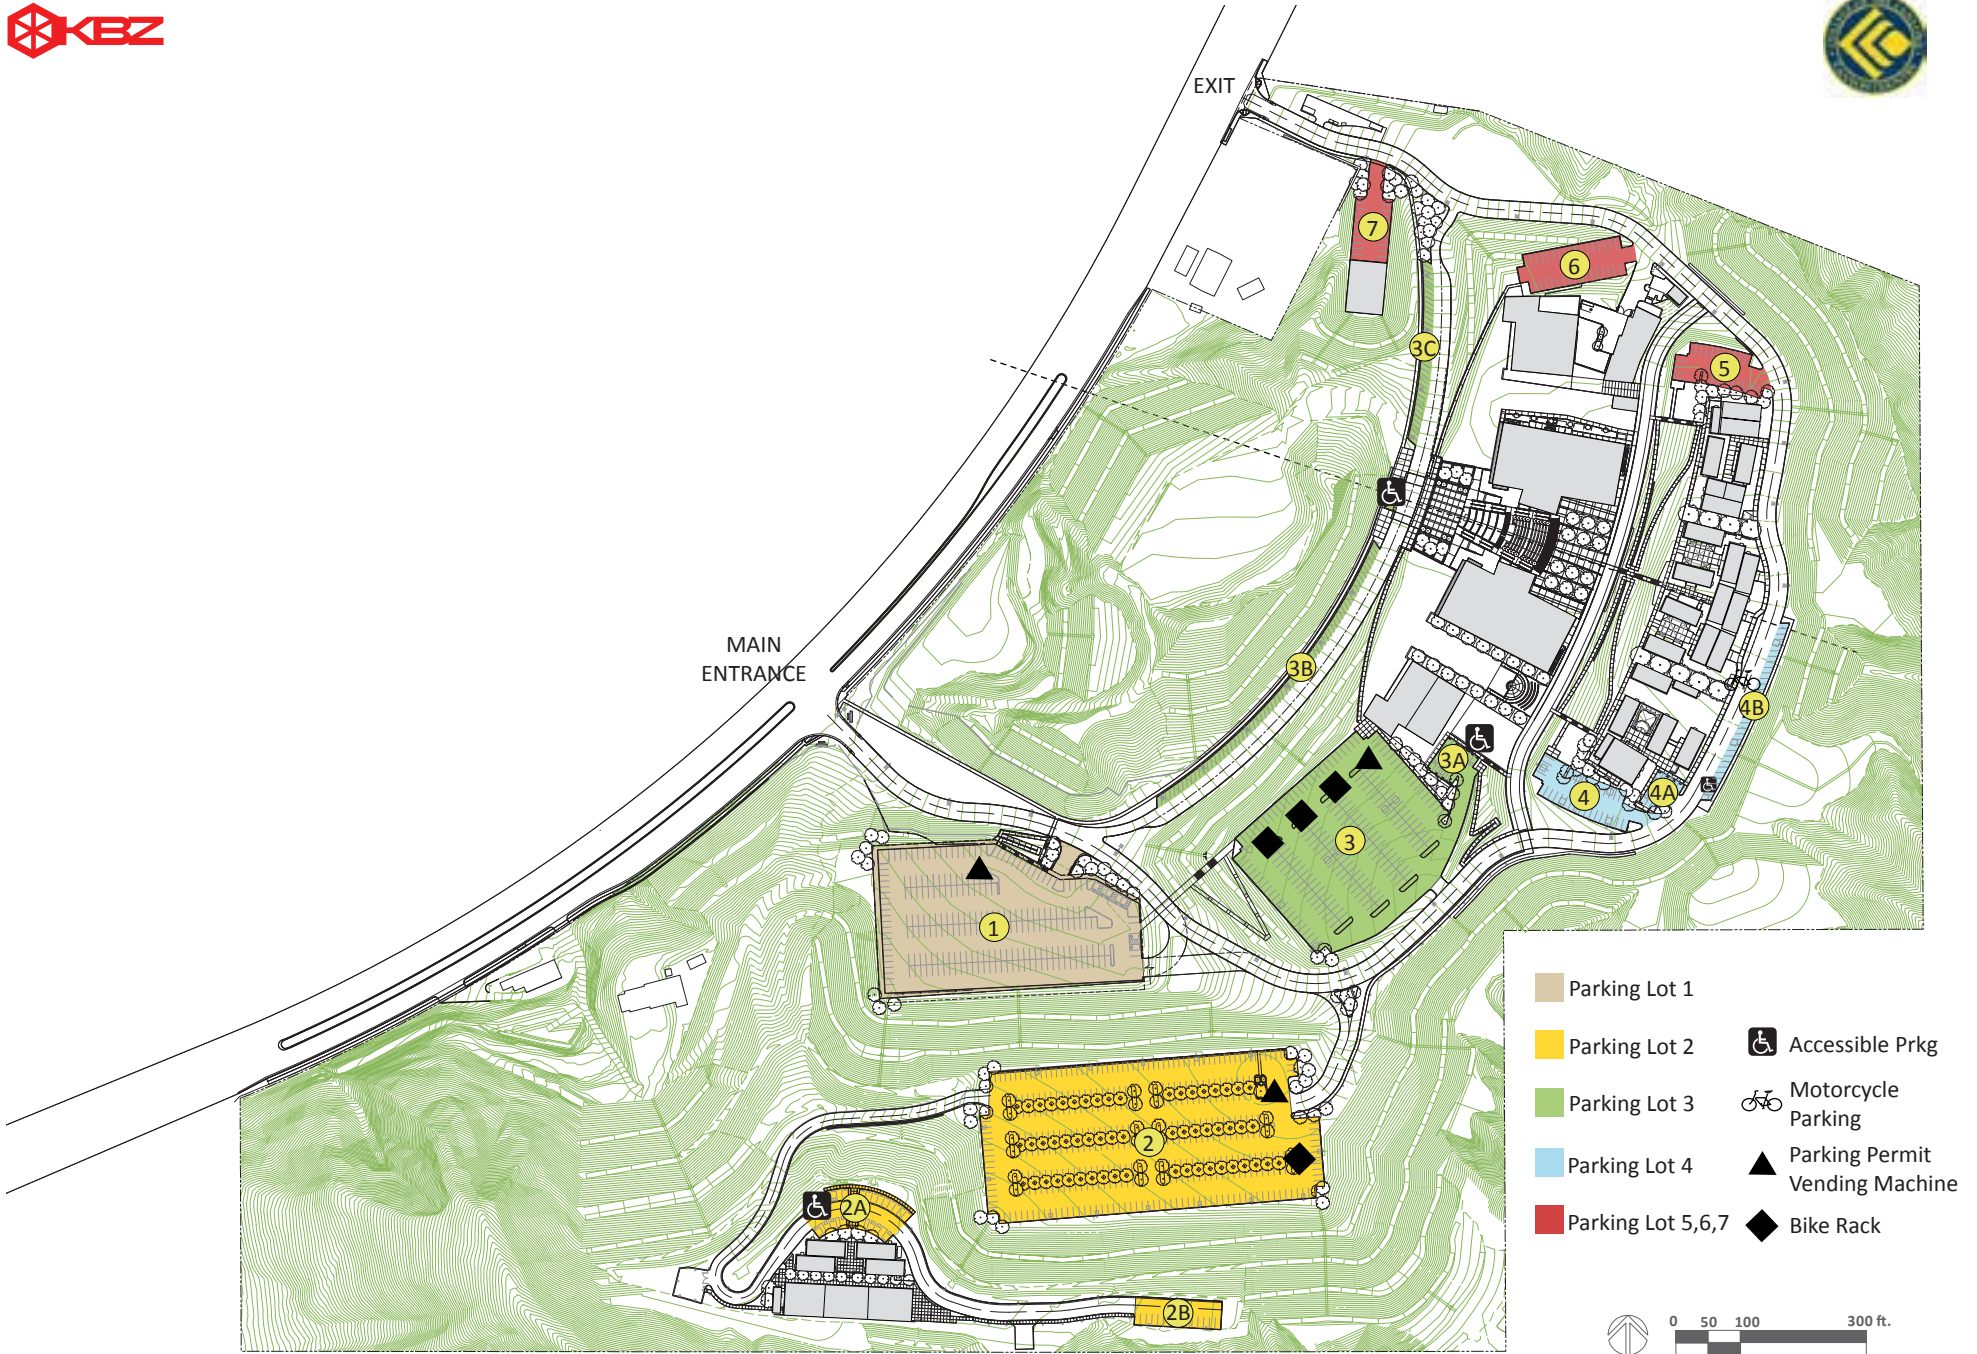 KBZ
EXIT
7
6
3C
5
MAIN
ENTRANCE
3B
4B
3A
4
4A
3
1
2
2A
2B
Parking Lot 1
Parking Lot 2
Parking Lot 3
Parking Lot 4
Parking Lot 5,6,7
Accessible Prkg
Motorcycle
Parking
Parking Permit
Vending Machine
Bike Rack
0 50 100 300 ft.